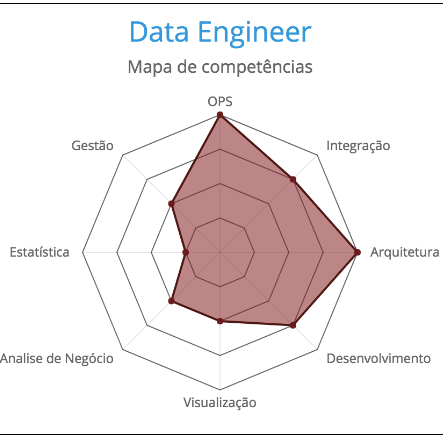 Data Engineer
Mapa de competências
OPS
Gestão
Integração
Estatística
Arquitetura
Analise de Negócio
Desenvolvimento
Visualização